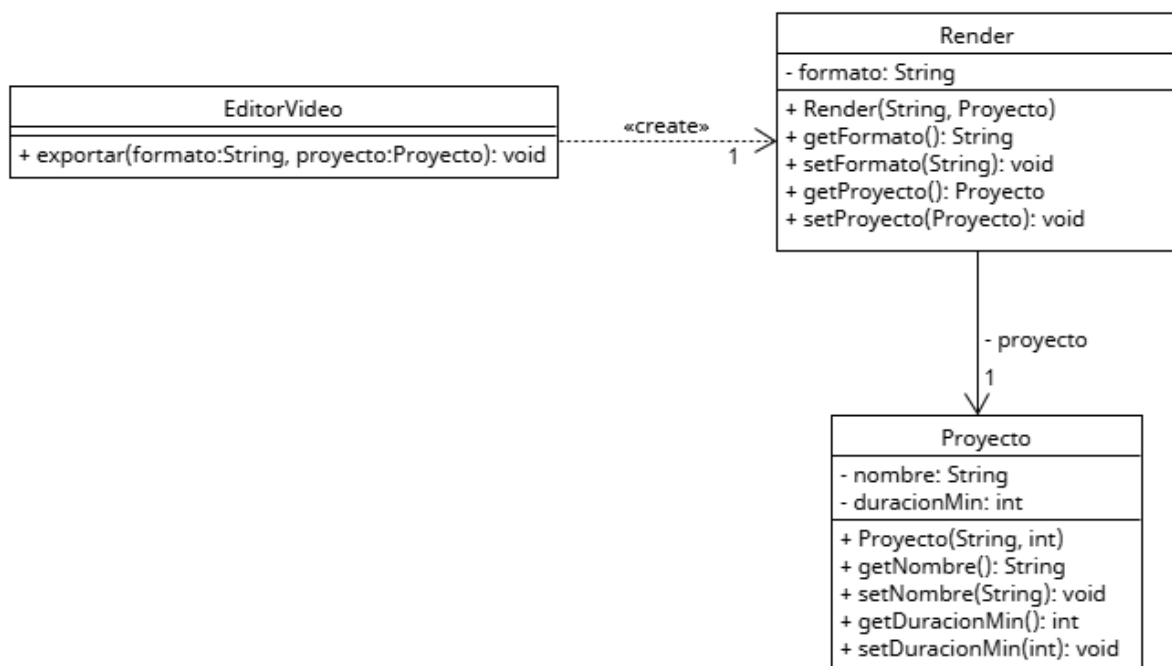 EditorVideo
+ exportar(formato:String, proyecto:Proyecto): void
«create»
1
Render
- formato: String
+ Render(String, Proyecto)
+ getFormato(): String
+ setFormato(String): void
+ getProyecto(): Proyecto
+ setProyecto(Proyecto): void
- proyecto
1
Proyecto
- nombre: String
- duracionMin: int
+ Proyecto(String, int)
+ getNombre(): String
+ setNombre(String): void
+ getDuracionMin(): int
+ setDuracionMin(int): void